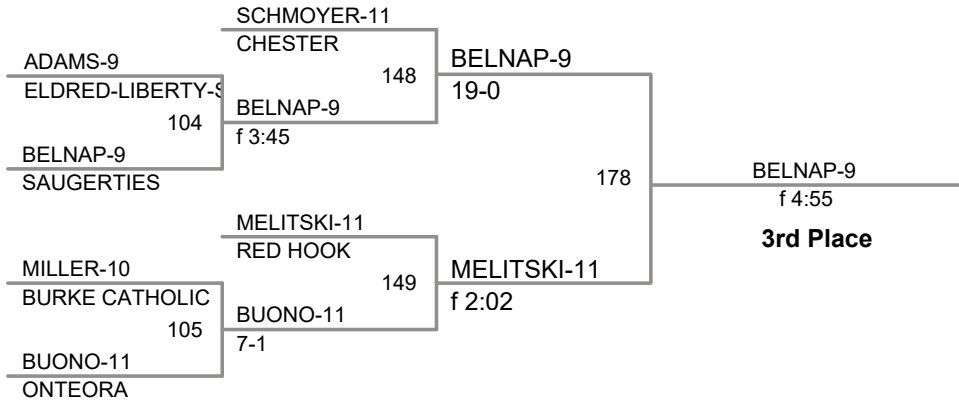 SCHMOYER-11
CHESTER
ADAMS-9
ELDRED-LIBERTY-S
104
BELNAP-9
SAUGERTIES
BELNAP-9
f 3:45
148
BELNAP-9
19-0
178
BELNAP-9
f 4:55
3rd Place
MELITSKI-11
RED HOOK
MILLER-10
BURKE CATHOLIC
105
BUONO-11
ONTEORA
BUONO-11
7-1
149
MELITSKI-11
f 2:02